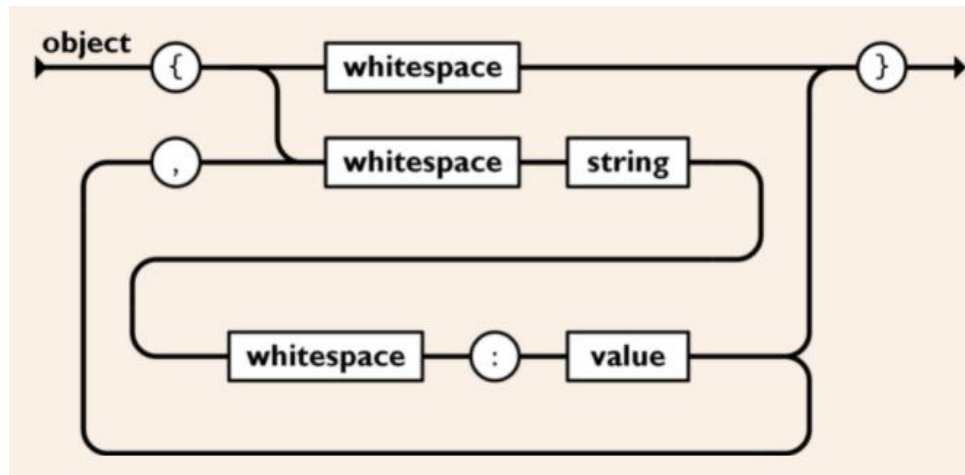 object
{ whitespace }
, whitespace string
whitespace : value